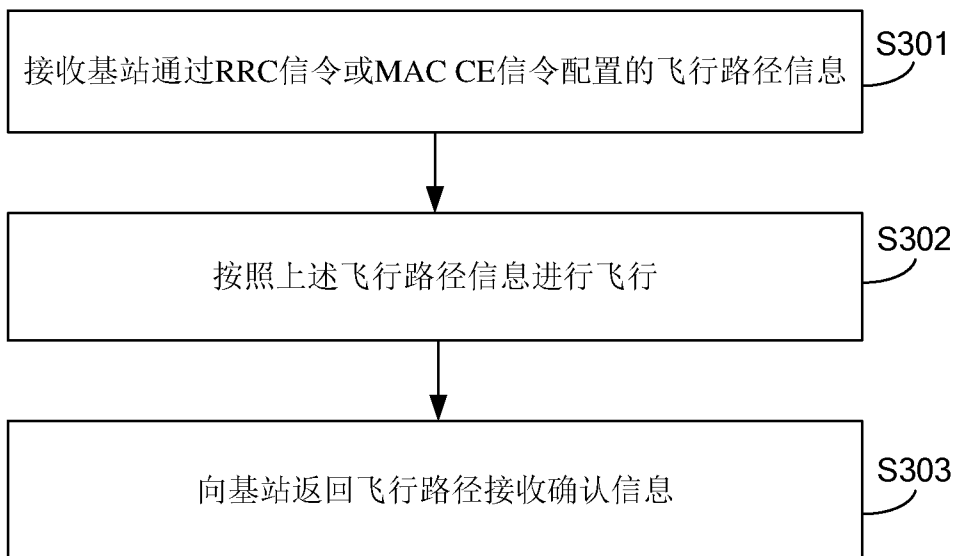 接收基站通过RRC信令或MAC CE信令配置的飞行路径信息
S301
按照上述飞行路径信息进行飞行
S302
向基站返回飞行路径接收确认信息
S303